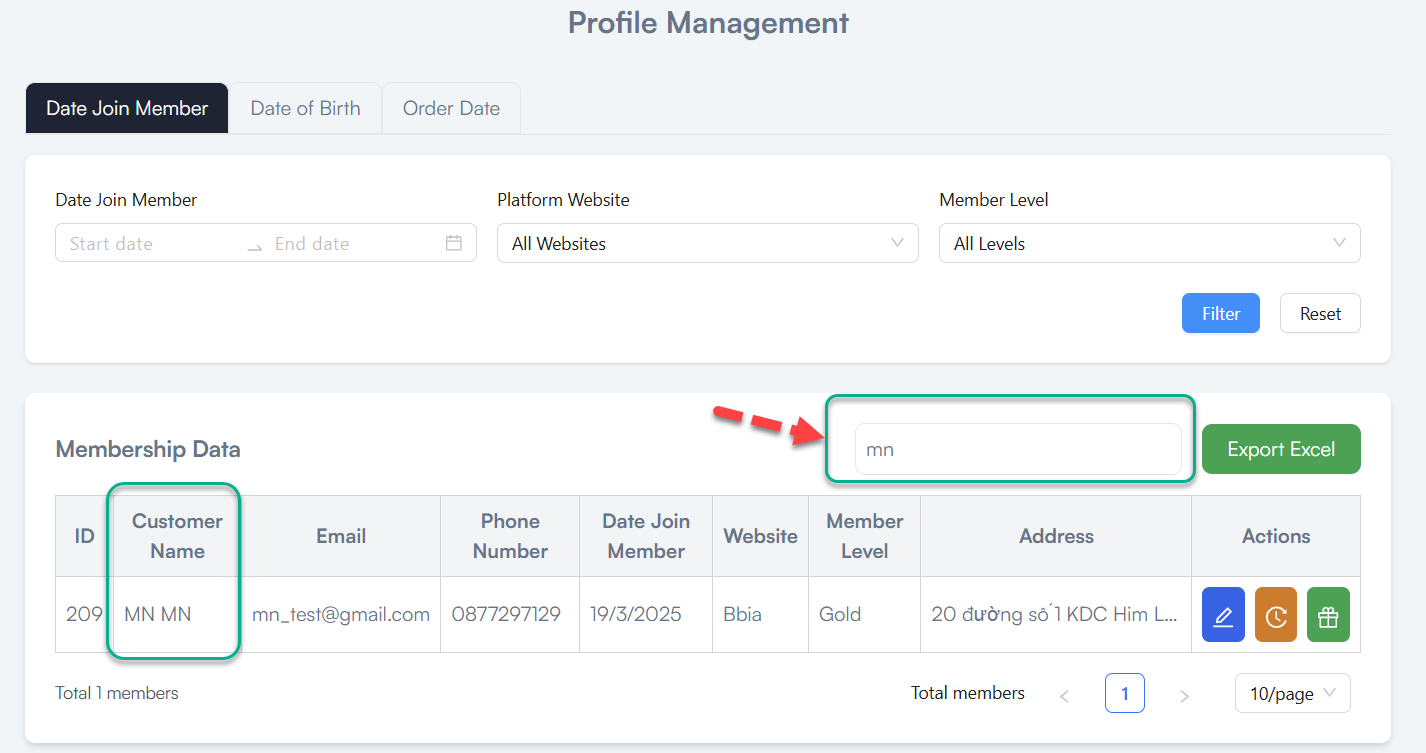 Profile Management
Date Join Member Date of Birth Order Date
Date Join Member Platform Website Member Level
Start date End date All Websites All Levels
Filter Reset
Membership Data mn Export Excel
ID Customer Name Email Phone Number Date Join Member Website Member Level Address Actions
209 MN MN mn_test@gmail.com 0877297129 19/3/2025 Bbia Gold 20 đường số 1 KDC Him L...
Total 1 members Total members < 1 > 10/page